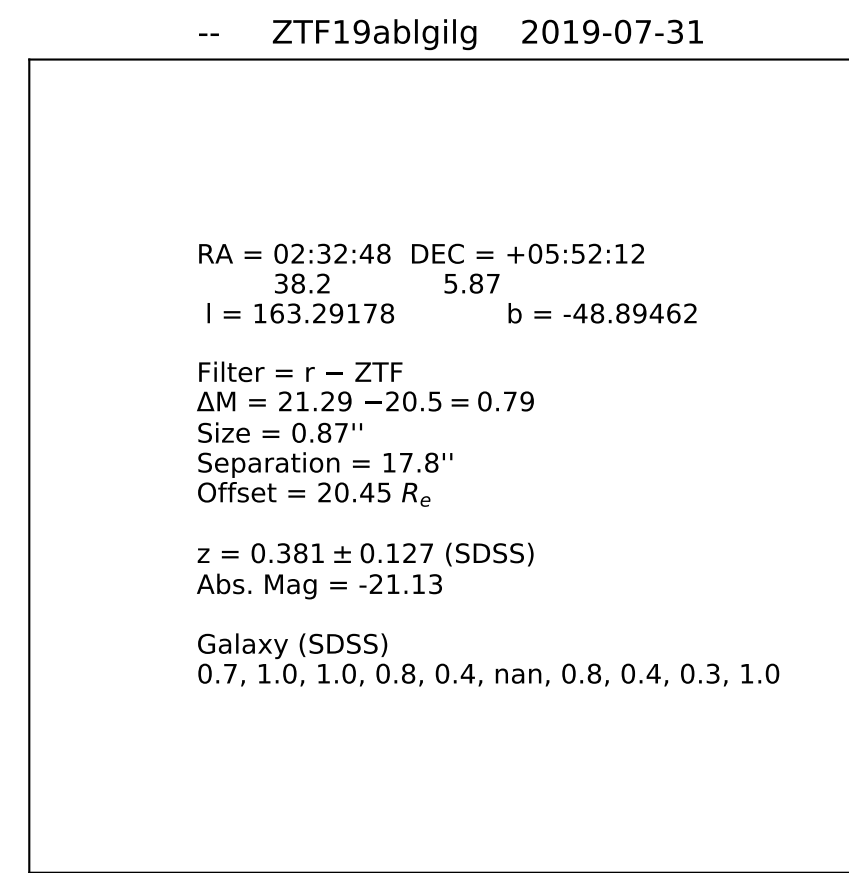 -- ZTF19ablgilg 2019-07-31
RA = 02:32:48 DEC = +05:52:12
38.2 5.87
l = 163.29178 b = -48.89462
Filter = r − ZTF
ΔM = 21.29 −20.5 = 0.79
Size = 0.87''
Separation = 17.8''
Offset = 20.45 Rₑ
z = 0.381 ± 0.127 (SDSS)
Abs. Mag = -21.13
Galaxy (SDSS)
0.7, 1.0, 1.0, 0.8, 0.4, nan, 0.8, 0.4, 0.3, 1.0